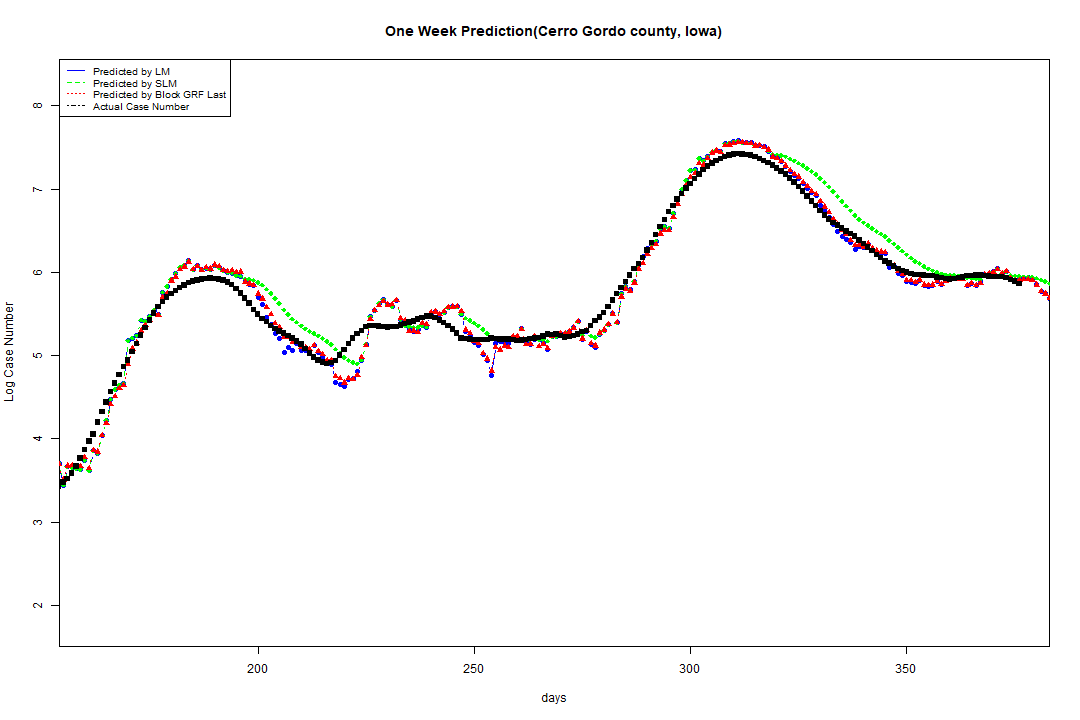 One Week Prediction(Cerro Gordo county, Iowa)
Predicted by LM
Predicted by SLM
Predicted by Block GRF Last
Actual Case Number
8
7
6
5
4
3
2
Log Case Number
200 250 300 350
days